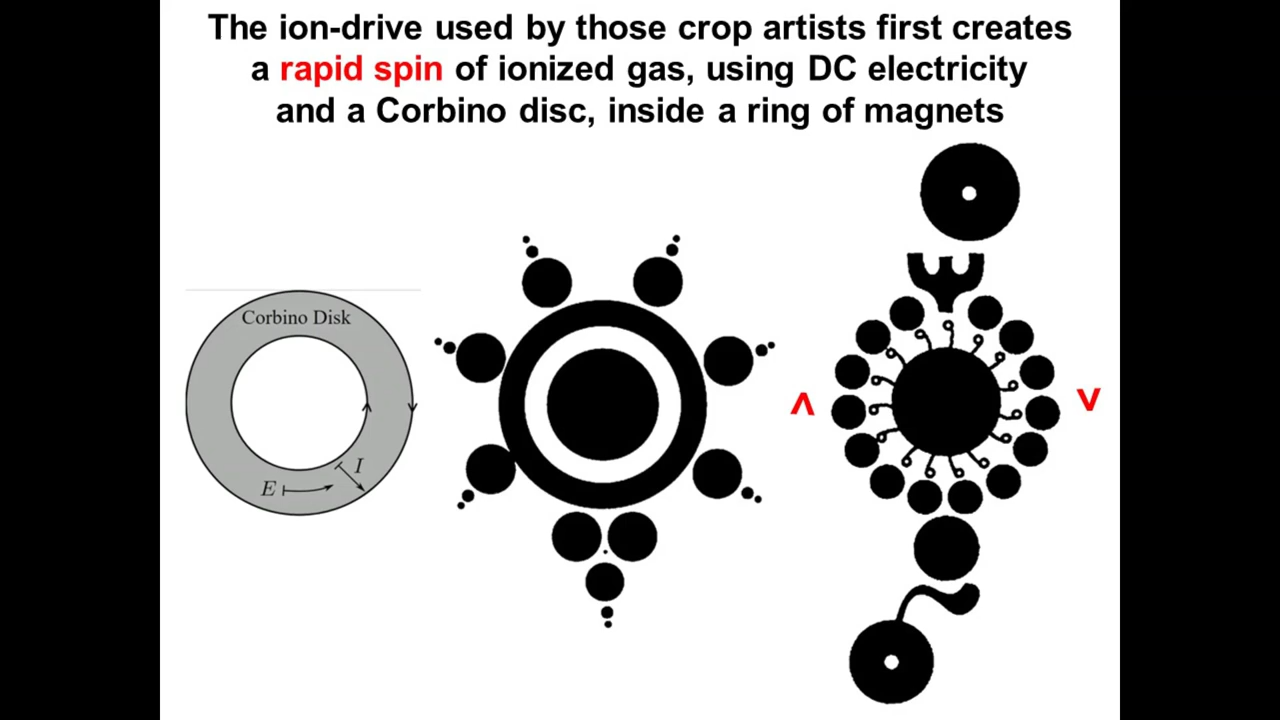 The ion-drive used by those crop artists first creates
a rapid spin of ionized gas, using DC electricity
and a Corbino disc, inside a ring of magnets
Corbino Disk
I
E
^
v